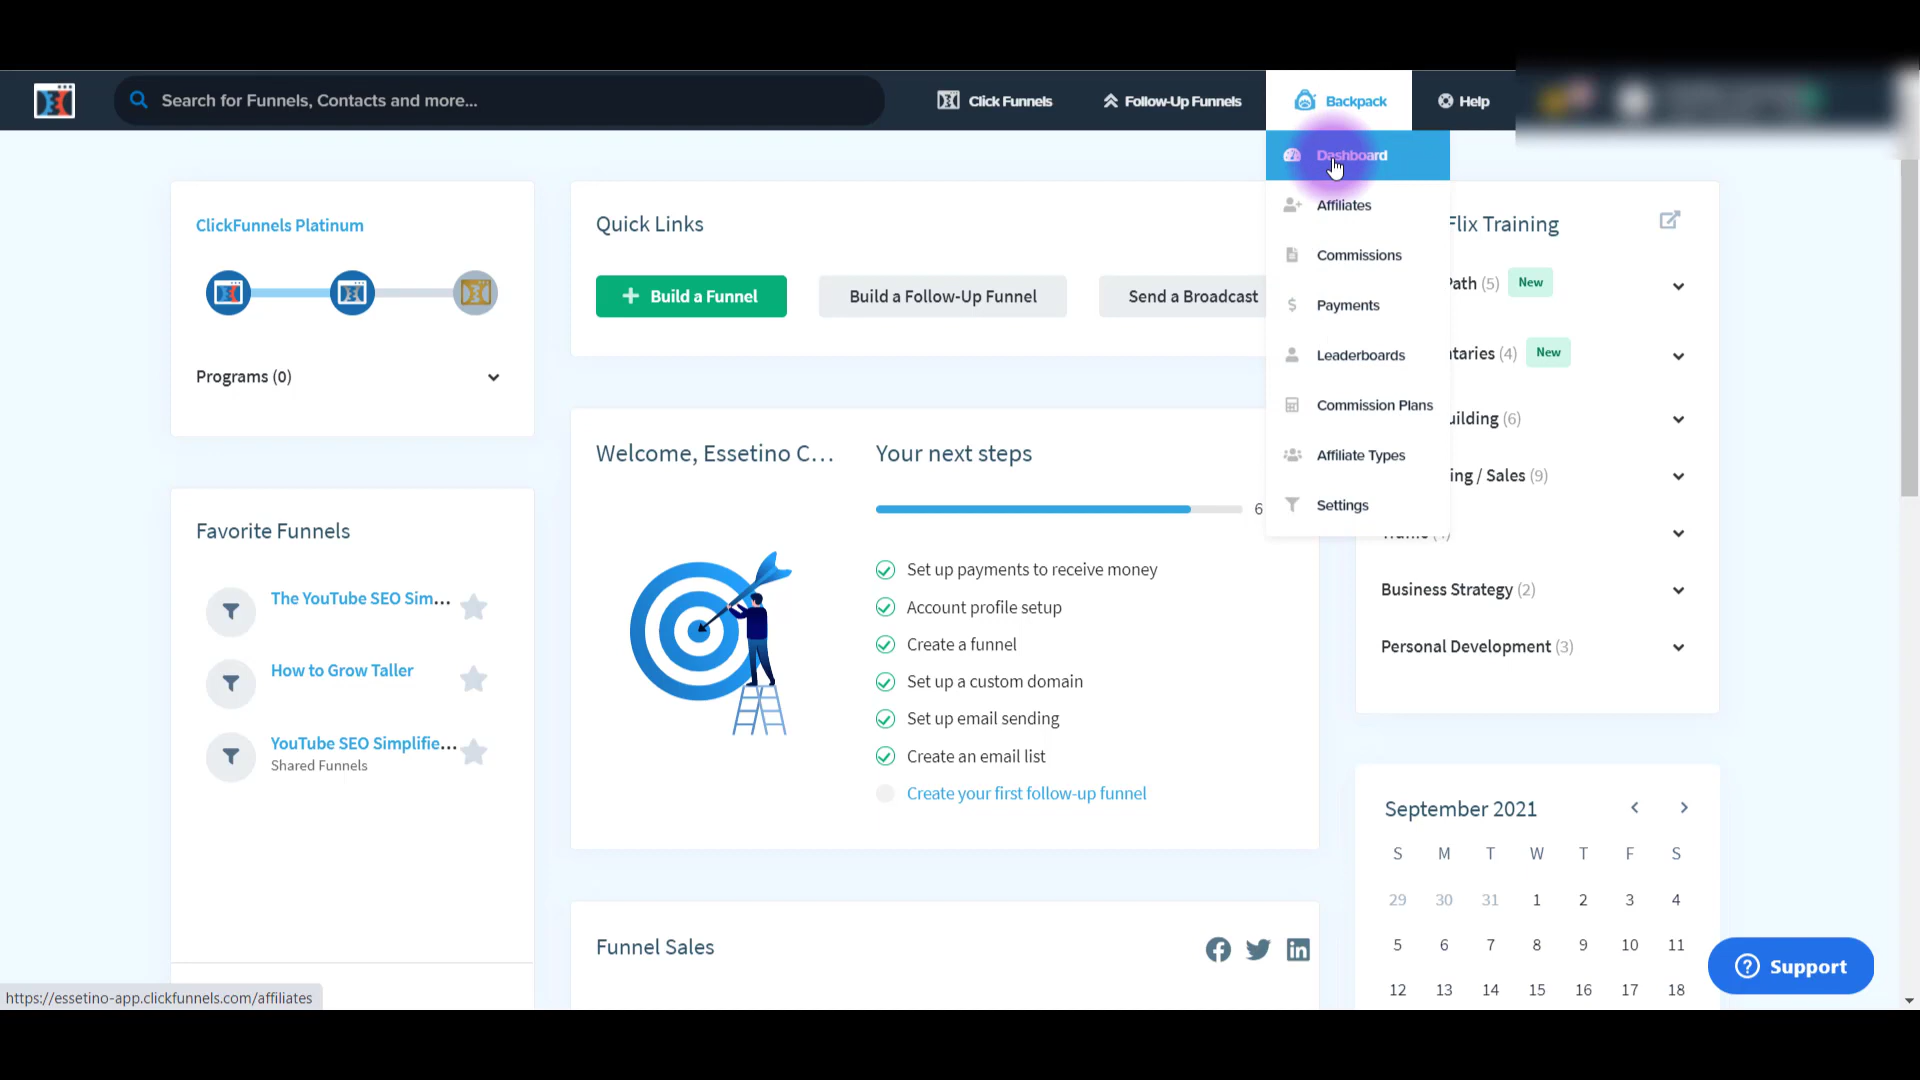 Search for Funnels, Contacts and more...
Click Funnels
Follow-Up Funnels
Backpack
Help
Dashboard
Affiliates
Commissions
Payments
Leaderboards
Commission Plans
Affiliate Types
Settings
ClickFunnels Platinum
Programs (0)
Favorite Funnels
The YouTube SEO Sim...
How to Grow Taller
YouTube SEO Simplifie...
Shared Funnels
Quick Links
+ Build a Funnel
Build a Follow-Up Funnel
Send a Broadcast
Welcome, Essetino C...
Your next steps
6
Set up payments to receive money
Account profile setup
Create a funnel
Set up a custom domain
Set up email sending
Create an email list
Create your first follow-up funnel
Funnel Sales
Flix Training
Path (5) New
ntaries (4) New
uilding (6)
ing / Sales (9)
Business Strategy (2)
Personal Development (3)
September 2021
S M T W T F S
29 30 31 1 2 3 4
5 6 7 8 9 10 11
12 13 14 15 16 17 18
Support
https://essetino-app.clickfunnels.com/affiliates